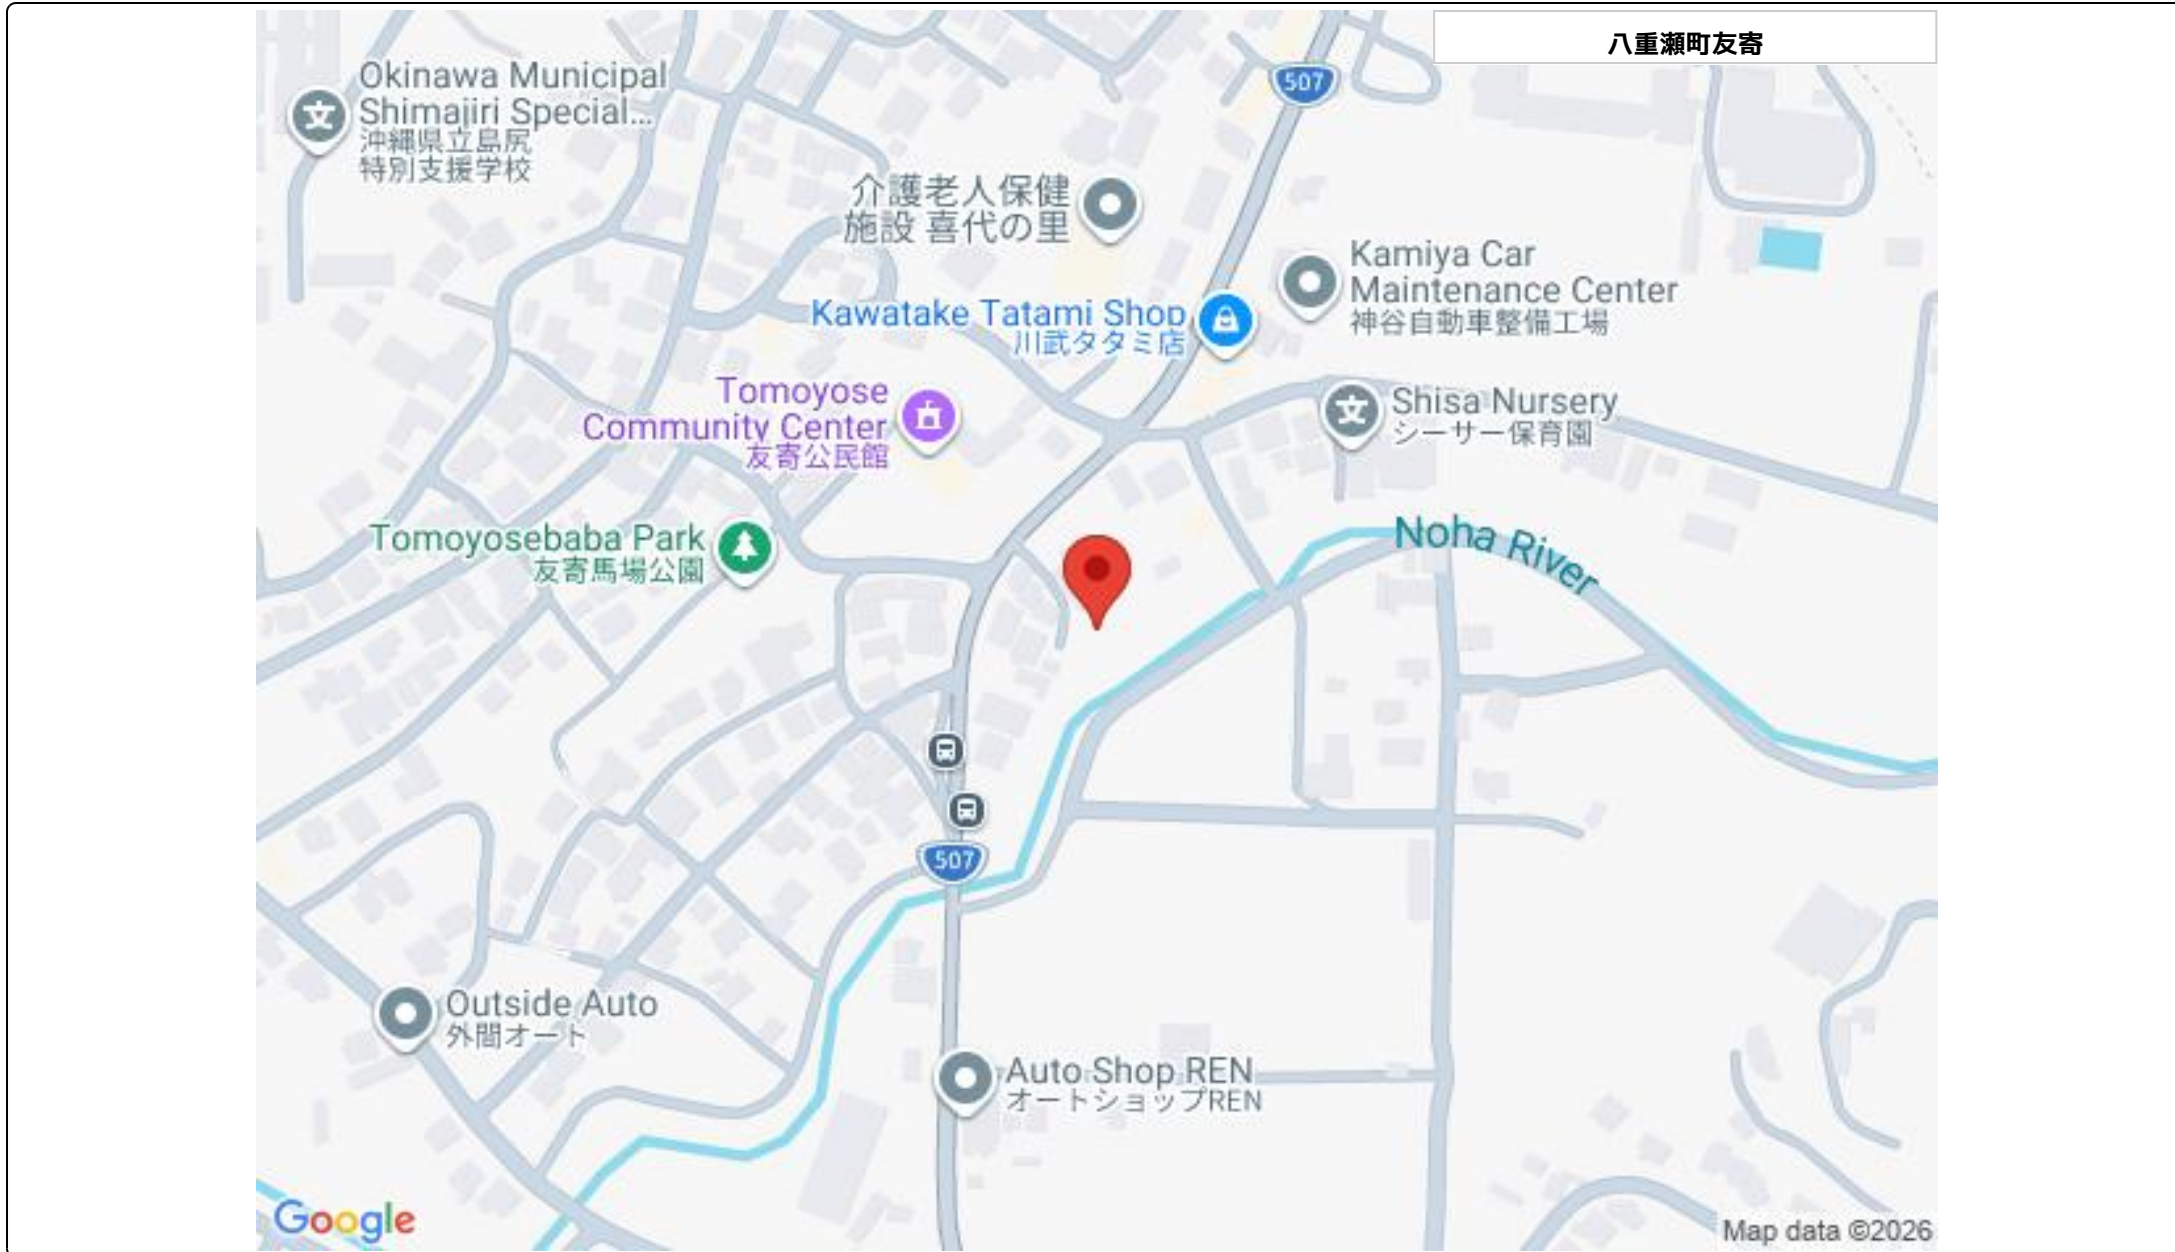 八重瀬町友寄
507
Okinawa Municipal
Shimajiri Special...
沖縄県立島尻
特別支援学校
介護老人保健
施設 喜代の里
Kamiya Car
Maintenance Center
神谷自動車整備工場
Kawatake Tatami Shop
川武タタミ店
Tomoyose
Community Center
友寄公民館
Shisa Nursery
シーサー保育園
Tomoyosebaba Park
友寄馬場公園
Noha River
507
Outside Auto
外間オート
Auto Shop REN
オートショップREN
Google
Map data ©2026